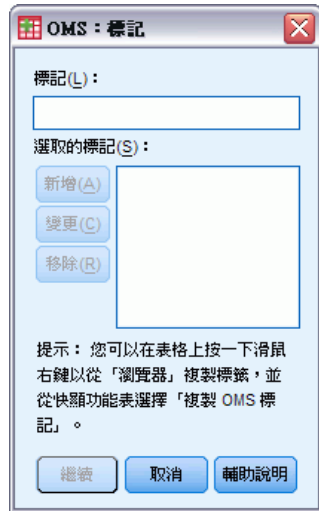 OMS：標記
標記(L)：
選取的標記(S)：
新增(A)
變更(C)
移除(R)
提示： 您可以在表格上按一下滑鼠
右鍵以從「瀏覽器」複製標籤，並
從快顯功能表選擇「複製 OMS 標
記」。
繼續
取消
輔助說明